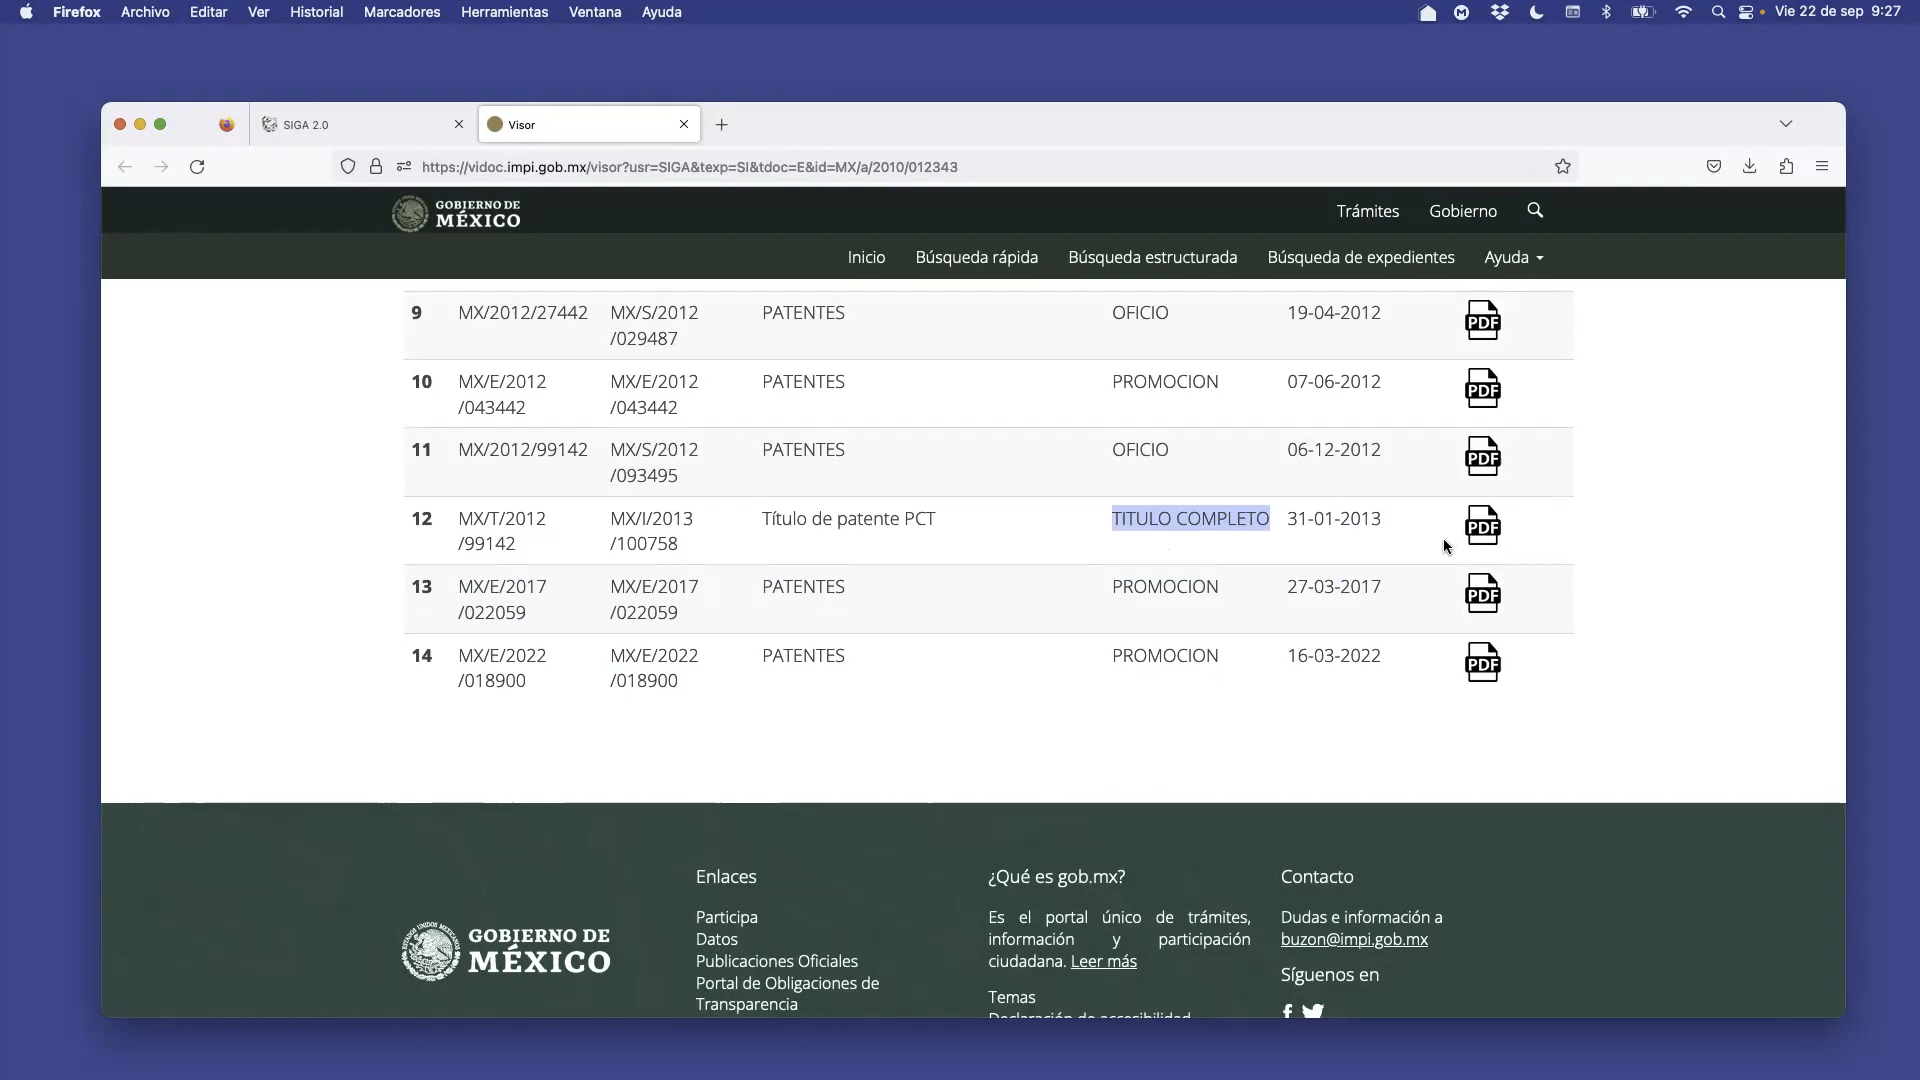 Firefox Archivo Editar Ver Historial Marcadores Herramientas Ventana Ayuda Vie 22 de sep 9:27
SIGA 2.0
Visor
https://vidoc.impi.gob.mx/visor?usr=SIGA&texp=SI&tdoc=E&id=MX/a/2010/012343
GOBIERNO DE
MÉXICO
Trámites Gobierno
Inicio Búsqueda rápida Búsqueda estructurada Búsqueda de expedientes Ayuda
9 MX/2012/27442 MX/S/2012 PATENTES OFICIO 19-04-2012 PDF
/029487
10 MX/E/2012 MX/E/2012 PATENTES PROMOCION 07-06-2012 PDF
/043442 /043442
11 MX/2012/99142 MX/S/2012 PATENTES OFICIO 06-12-2012 PDF
/093495
12 MX/T/2012 MX/I/2013 Título de patente PCT TITULO COMPLETO 31-01-2013 PDF
/99142 /100758
13 MX/E/2017 MX/E/2017 PATENTES PROMOCION 27-03-2017 PDF
/022059 /022059
14 MX/E/2022 MX/E/2022 PATENTES PROMOCION 16-03-2022 PDF
/018900 /018900
GOBIERNO DE
MÉXICO
Enlaces
Participa
Datos
Publicaciones Oficiales
Portal de Obligaciones de
Transparencia
¿Qué es gob.mx?
Es el portal único de trámites,
información y participación
ciudadana. Leer más
Temas
Declaración de accesibilidad
Contacto
Dudas e información a
buzon@impi.gob.mx
Síguenos en